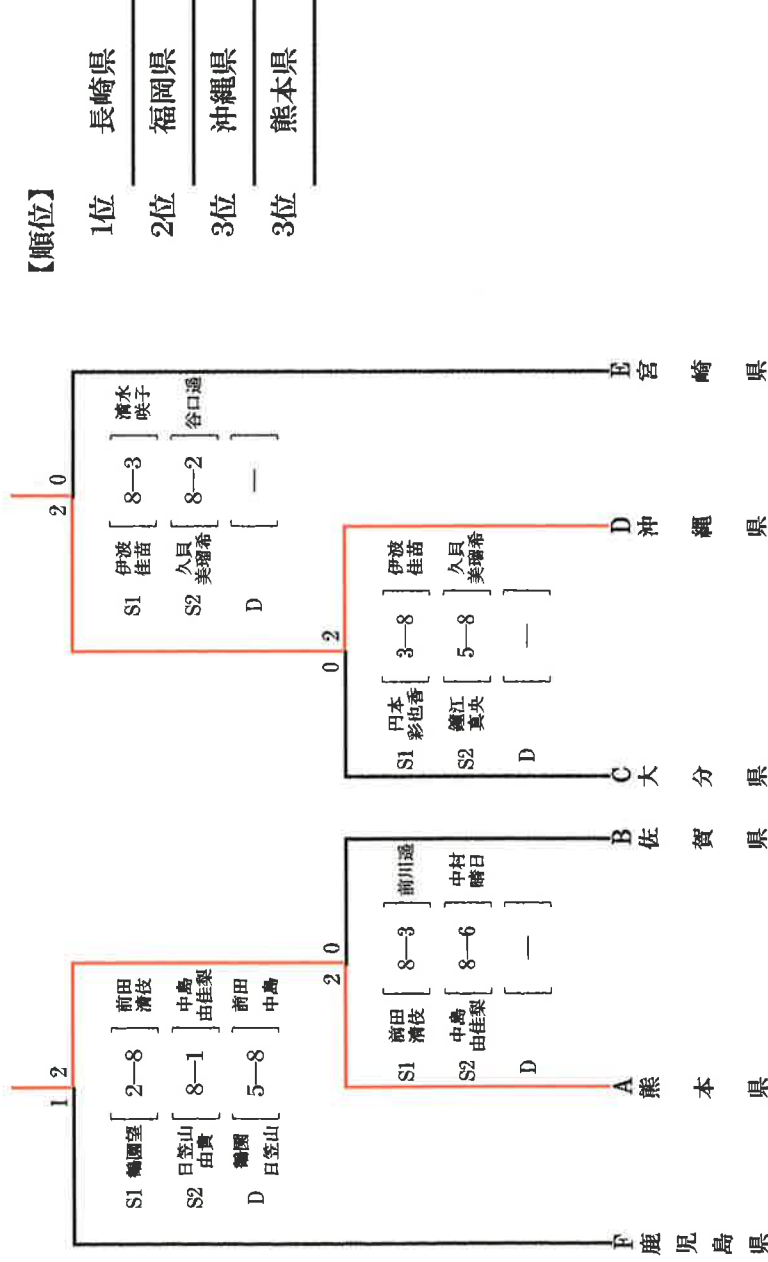 【順位】
1位 長崎県
2位 福岡県
3位 沖縄県
3位 熊本県
1 2
S1 鶴園望 [ 2―8 ] 前田清伎
S2 日笠山由貴 [ 8―1 ] 中島由佳梨
D 鶴園 日笠山 [ 5―8 ] 前田 中島
2 0
S1 伊波佳苗 [ 8―3 ] 清水咲子
S2 久貝美瑠希 [ 8―2 ] 谷口遥
D [ ― ]
2 0
S1 前田清伎 [ 8―3 ] 前川遥
S2 中島由佳梨 [ 8―6 ] 中村晴日
D [ ― ]
0 2
S1 円本彩也香 [ 3―8 ] 伊波佳苗
S2 鐘江真央 [ 5―8 ] 久貝美瑠希
D [ ― ]
F 鹿児島県
A 熊本県
B 佐賀県
C 大分県
D 沖縄県
E 宮崎県